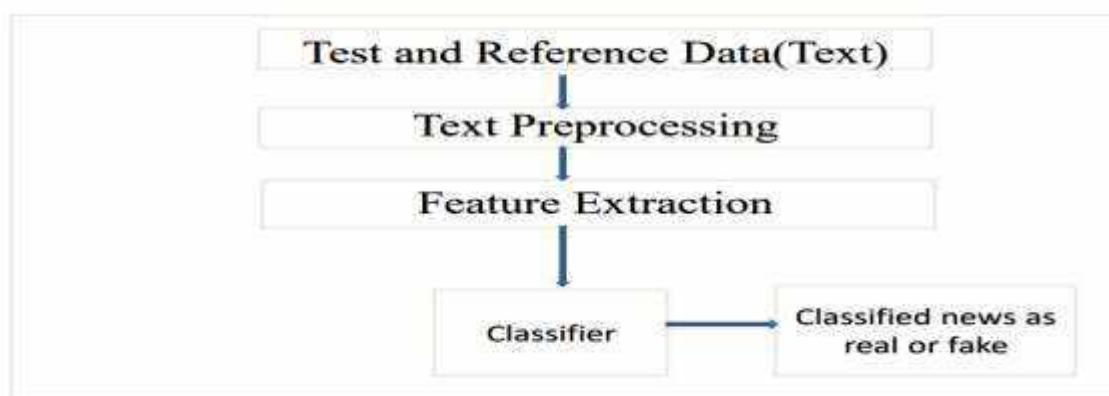 Test and Reference Data(Text)
Text Preprocessing
Feature Extraction
Classifier
Classified news as
real or fake